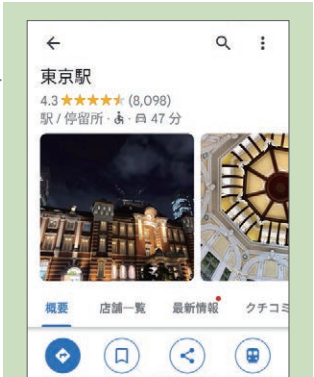 東京駅
4.3 (8,098)
駅 / 停留所 · 47 分
概要 店舗一覧 最新情報 クチコミ